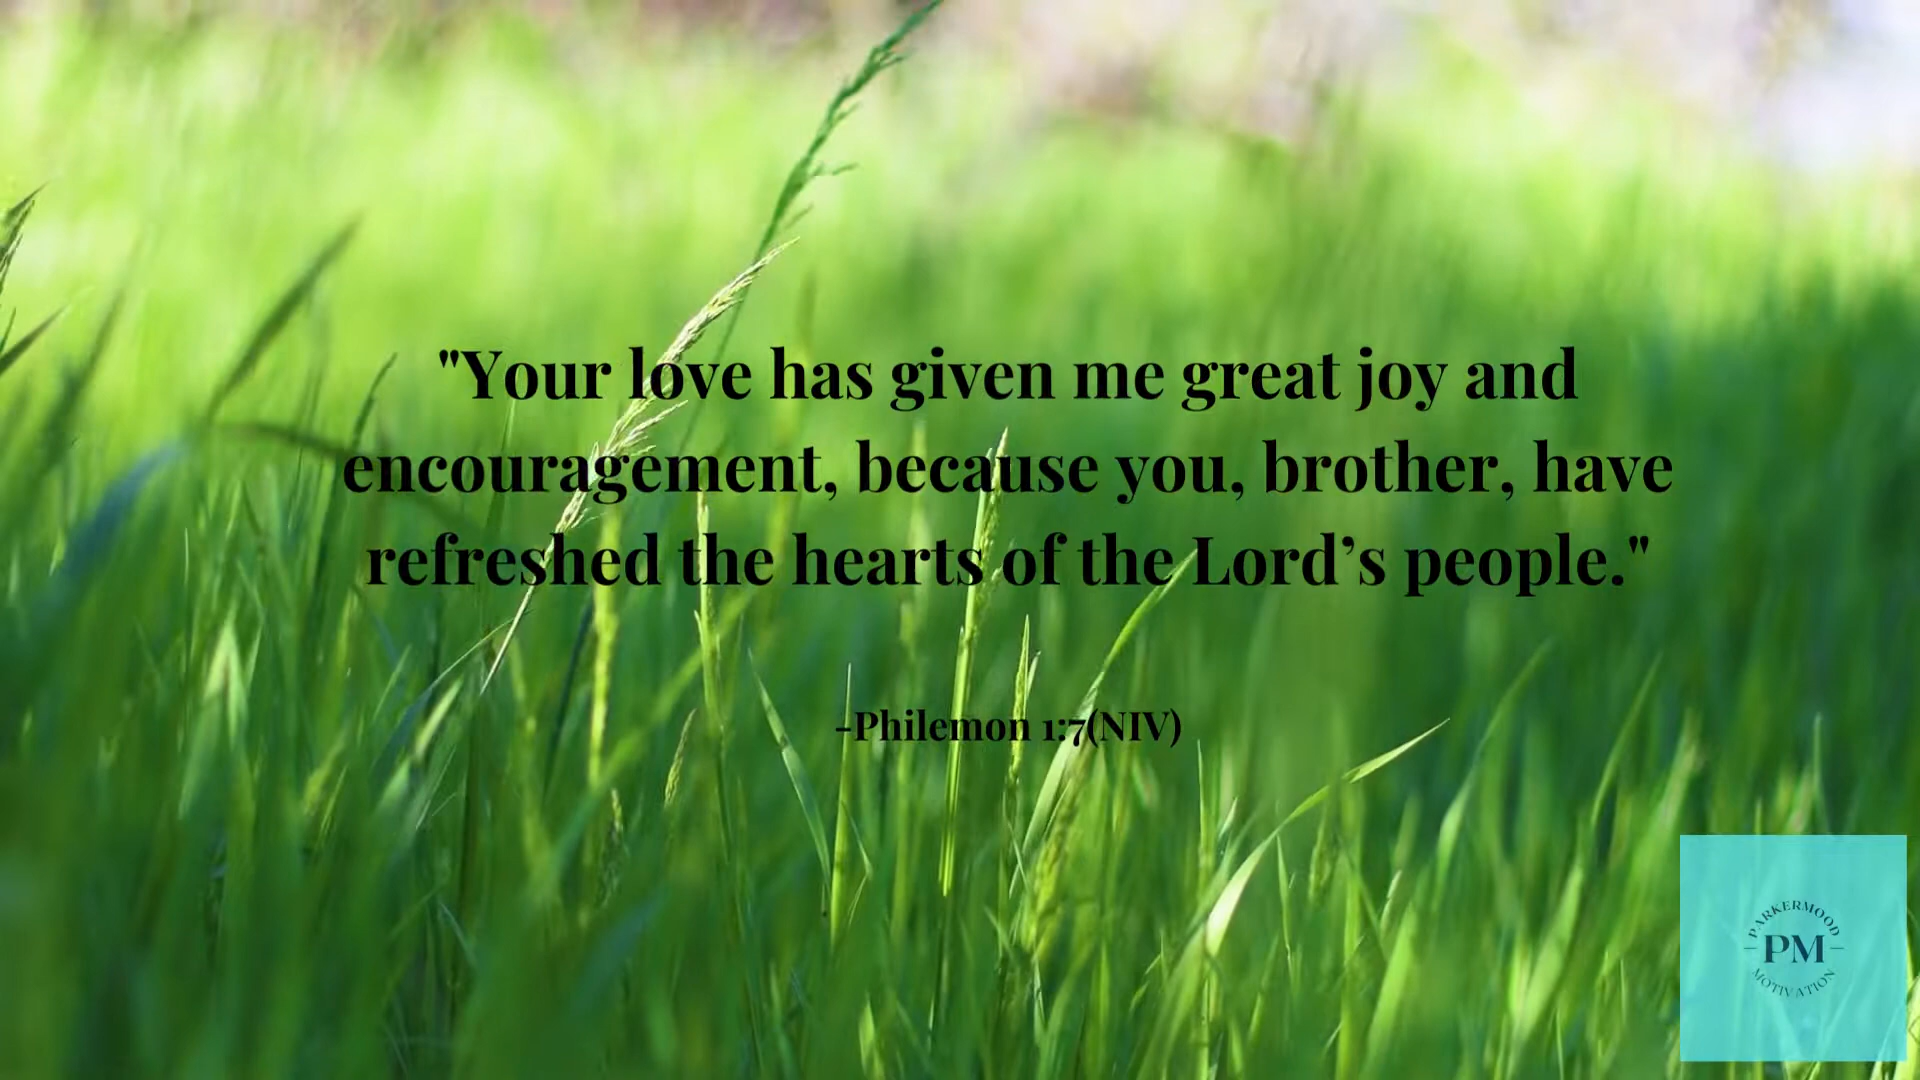 "Your love has given me great joy and
encouragement, because you, brother, have
refreshed the hearts of the Lord’s people."
-Philemon 1:7(NIV)
PARKERMOOD
PM
MOTIVATION